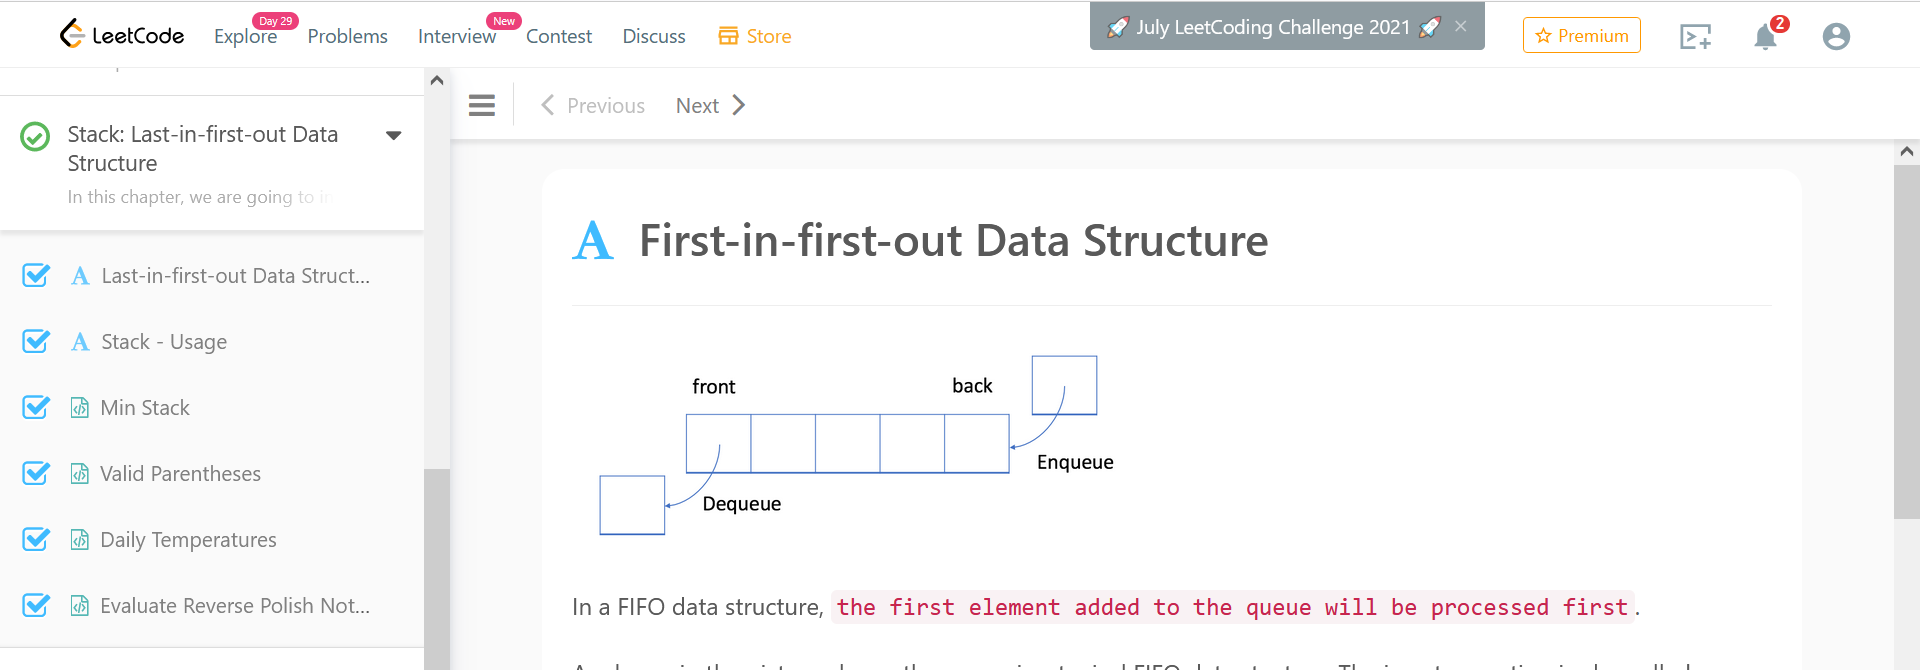 LeetCode
Explore
Day 29
Problems
Interview
New
Contest
Discuss
Store
🚀 July LeetCoding Challenge 2021 🚀 ×
Premium
2
Stack: Last-in-first-out Data
Structure
In this chapter, we are going to in
A Last-in-first-out Data Struct...
A Stack - Usage
Min Stack
Valid Parentheses
Daily Temperatures
Evaluate Reverse Polish Not...
Previous
Next
A First-in-first-out Data Structure
front
back
Enqueue
Dequeue
In a FIFO data structure, the first element added to the queue will be processed first.